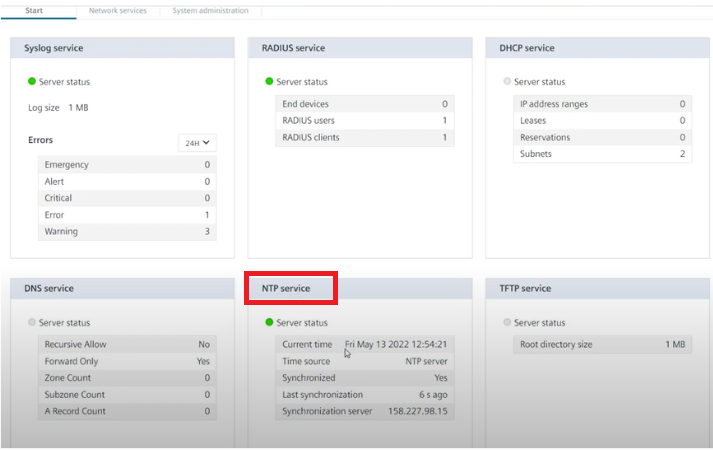 Start Network services System administration
Syslog service
Server status
Log size 1 MB
Errors 24H
Emergency 0
Alert 0
Critical 0
Error 1
Warning 3
RADIUS service
Server status
End devices 0
RADIUS users 1
RADIUS clients 1
DHCP service
Server status
IP address ranges 0
Leases 0
Reservations 0
Subnets 2
DNS service
Server status
Recursive Allow No
Forward Only Yes
Zone Count 0
Subzone Count 0
A Record Count 0
NTP service
Server status
Current time Fri May 13 2022 12:54:21
Time source NTP server
Synchronized Yes
Last synchronization 6 s ago
Synchronization server 158.227.98.15
TFTP service
Server status
Root directory size 1 MB